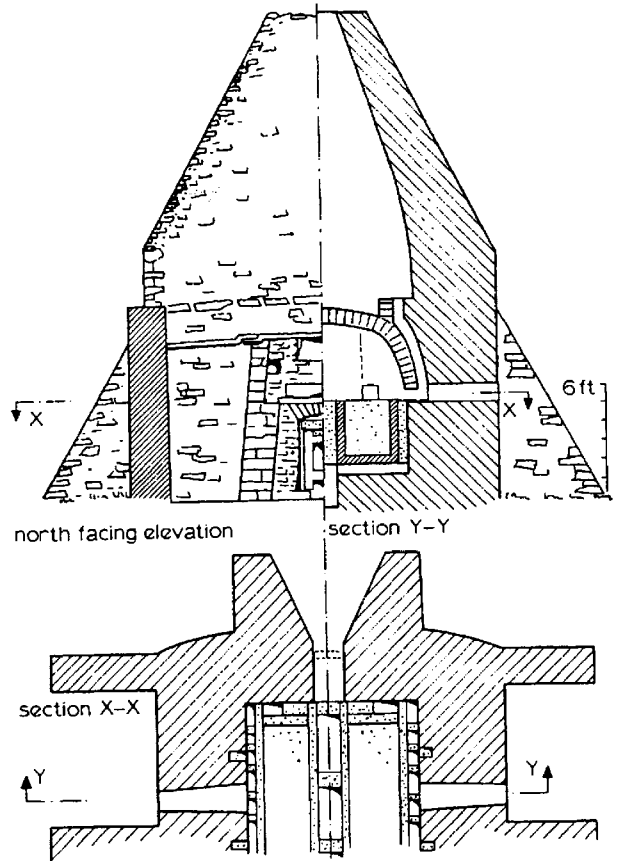 6ft
X
X
north facing elevation
section Y-Y
section X-X
Y
Y